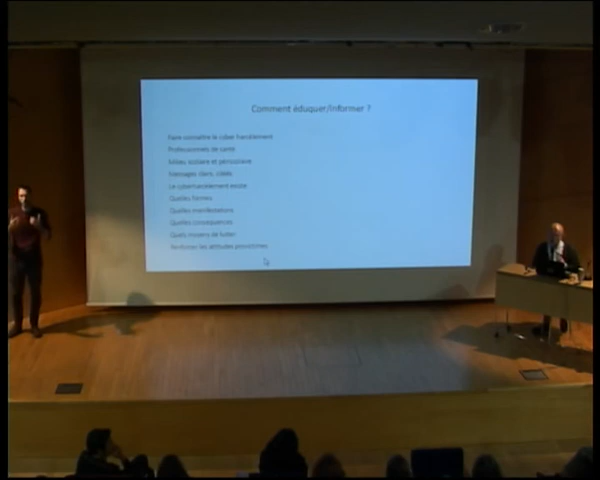 Comment éduquer/informer ?
Faire connaître le cyber harcèlement
Professionnels de santé
Milieu scolaire et périscolaire
Messages clairs, ciblés
Le cyberharcèlement existe
Quelles formes
Quelles manifestations
Quelles conséquences
Quels moyens de lutter
Renforcer les attitudes